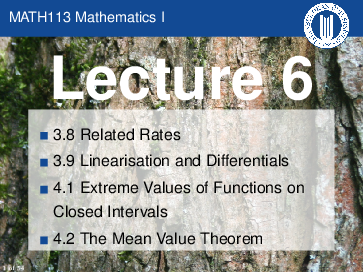 MATH113 Mathematics I
Lecture 6
■ 3.8 Related Rates
■ 3.9 Linearisation and Differentials
■ 4.1 Extreme Values of Functions on
Closed Intervals
■ 4.2 The Mean Value Theorem
1 of 54